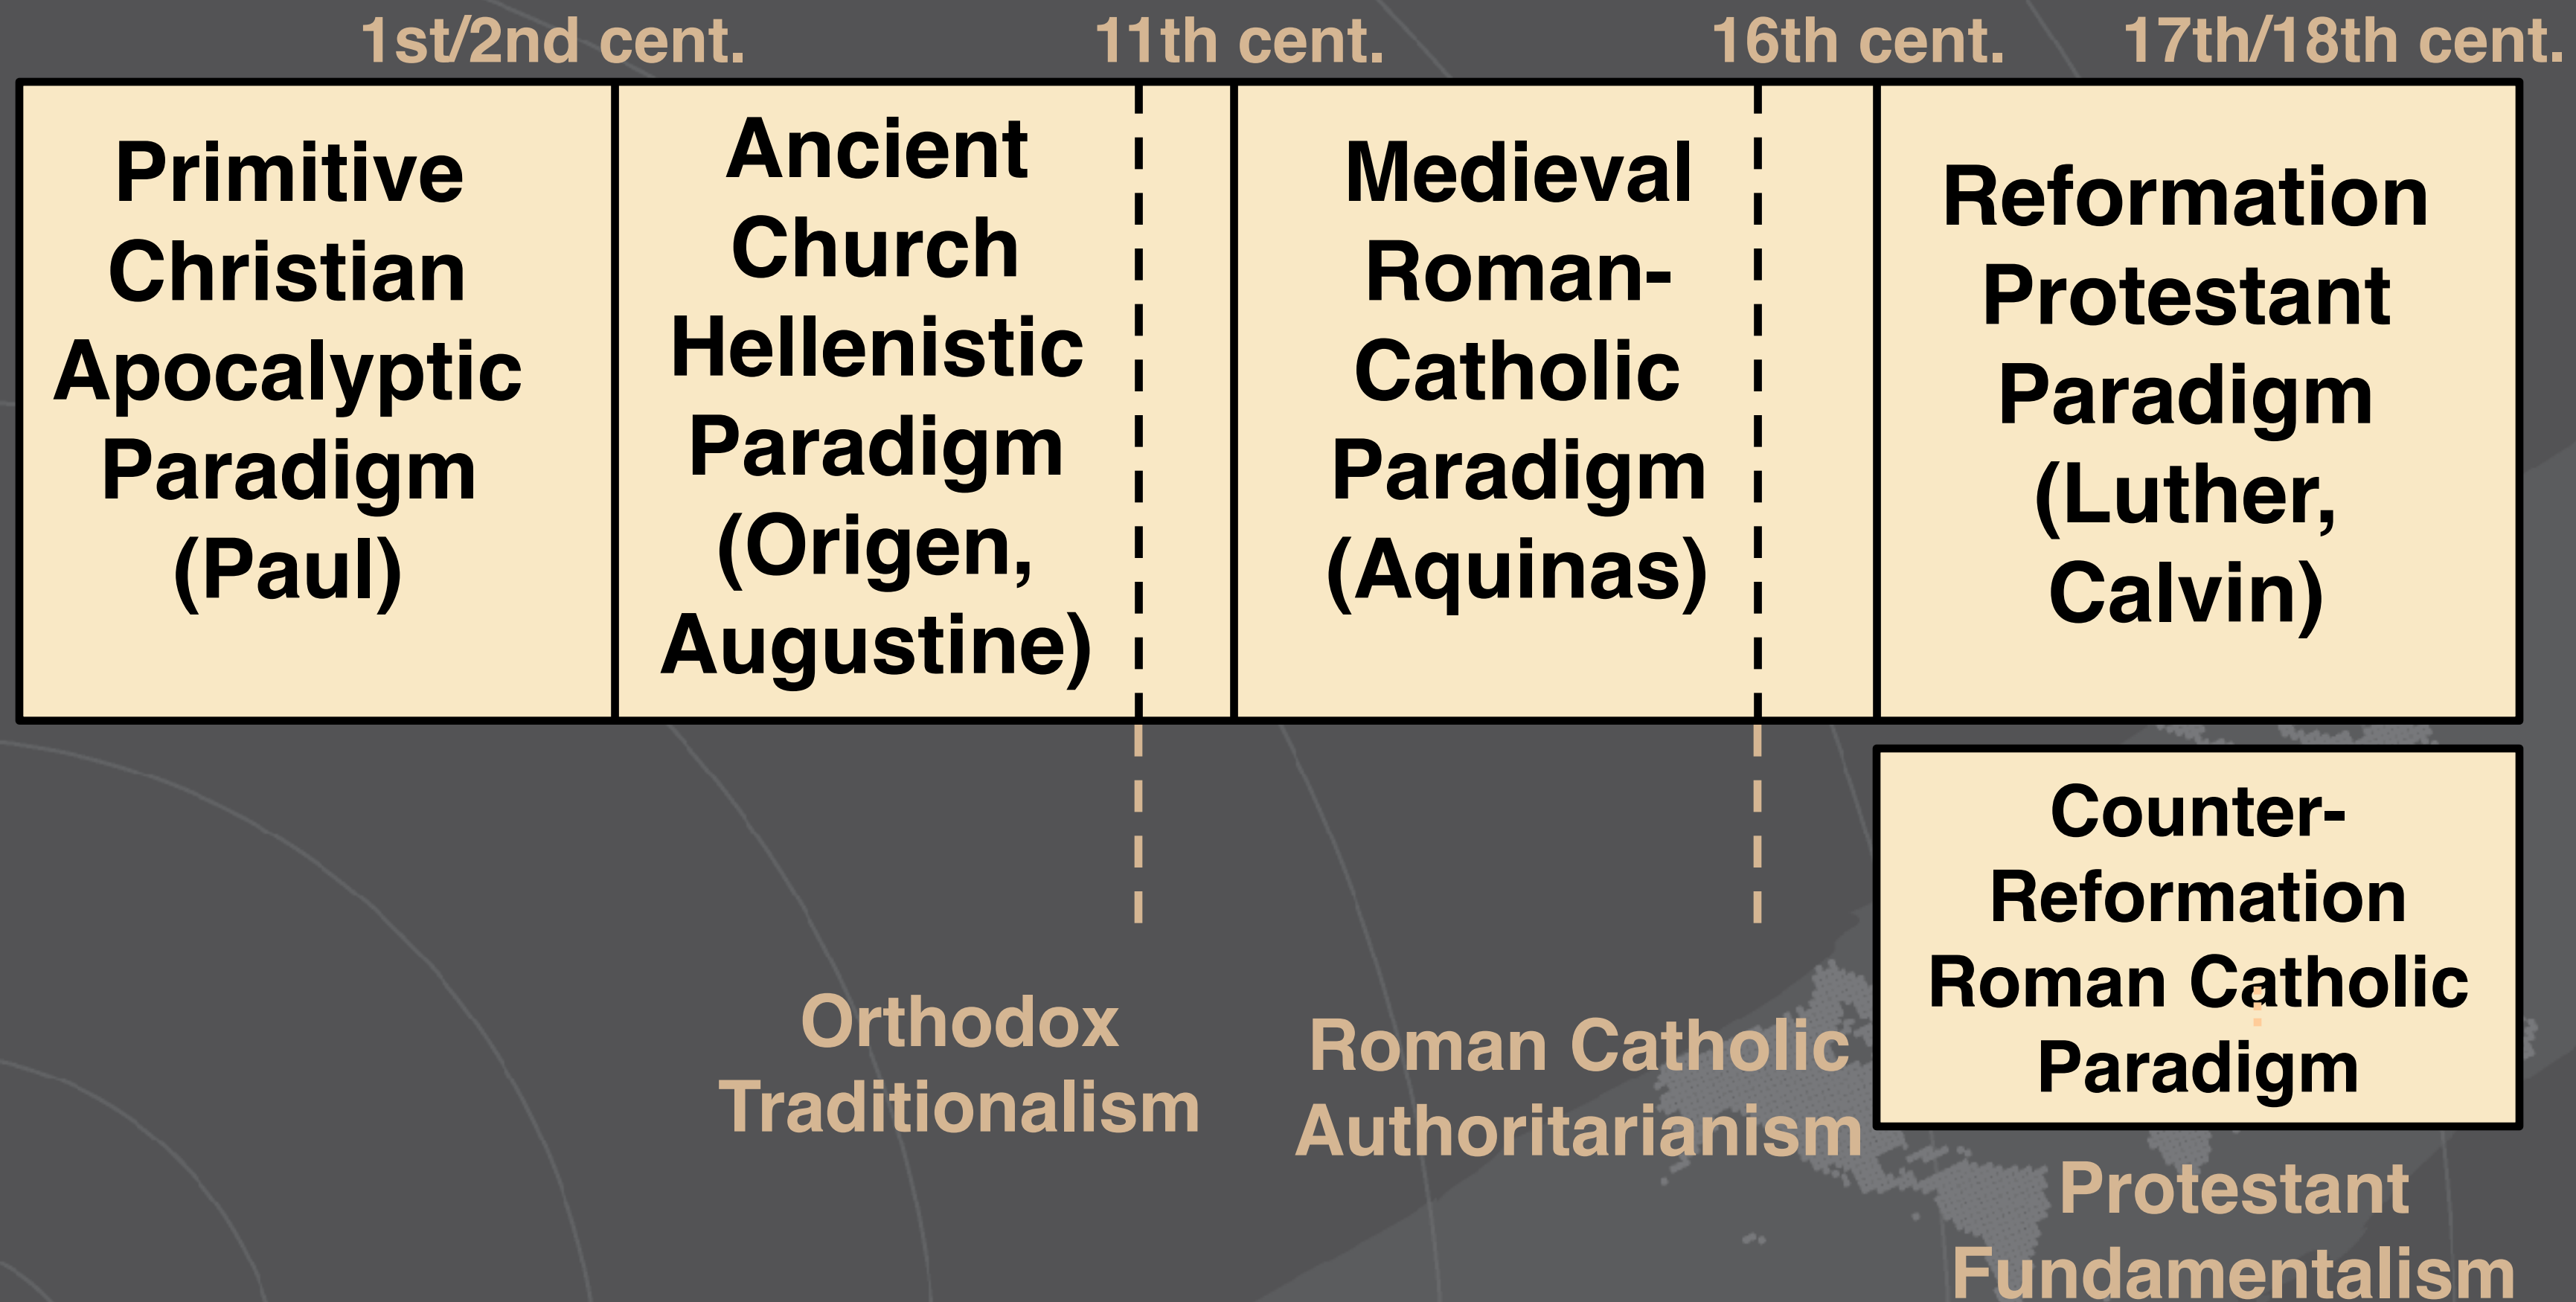 1st/2nd cent.
11th cent.
16th cent.
17th/18th cent.
Primitive
Christian
Apocalyptic
Paradigm
(Paul)
Ancient
Church
Hellenistic
Paradigm
(Origen,
Augustine)
Medieval
Roman-
Catholic
Paradigm
(Aquinas)
Reformation
Protestant
Paradigm
(Luther,
Calvin)
Counter-
Reformation
Roman Catholic
Paradigm
Orthodox
Traditionalism
Roman Catholic
Authoritarianism
Protestant
Fundamentalism